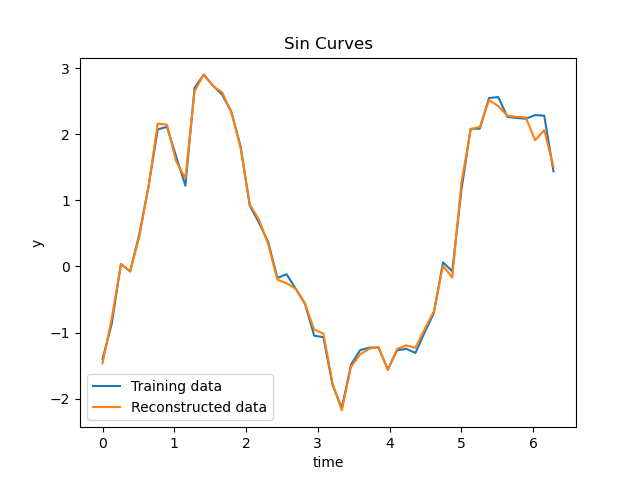 Sin Curves
3
2
1
0
−1
−2
y
0 1 2 3 4 5 6
time
Training data
Reconstructed data